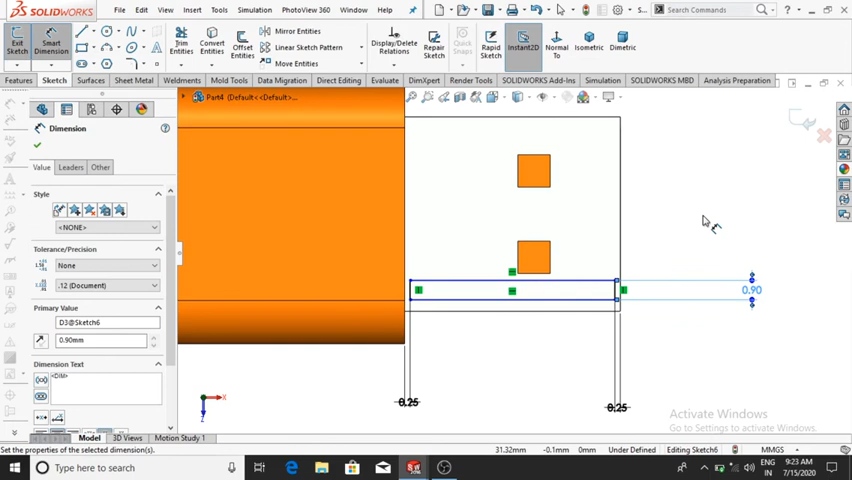 SOLIDWORKS
File Edit View Insert Tools Simulation PhotoView 360 Window Help
S...
Search Commands
Exit Sketch
Smart Dimension
Trim Entities
Convert Entities
Offset Entities
Mirror Entities
Linear Sketch Pattern
Move Entities
Display/Delete Relations
Repair Sketch
Quick Snaps
Rapid Sketch
Instant2D
Normal To
Isometric
Dimetric
Features Sketch Surfaces Sheet Metal Weldments Mold Tools Data Migration Direct Editing Evaluate DimXpert Render Tools SOLIDWORKS Add-Ins Simulation SOLIDWORKS MBD Analysis Preparation
Part4 (Default<<Default>...
Dimension
Value Leaders Other
Style
<NONE>
Tolerance/Precision
None
.12 (Document)
Primary Value
D3@Sketch6
0.90mm
Dimension Text
<DIM>
0.90
0.25
0.25
Activate Windows
Go to Settings to activate Windows.
Model 3D Views Motion Study 1
Set the properties of the selected dimension(s).
31.32mm -0.1mm 0mm Under Defined Editing Sketch6 MMGS
Type here to search
ENG
IN
9:23 AM
7/15/2020